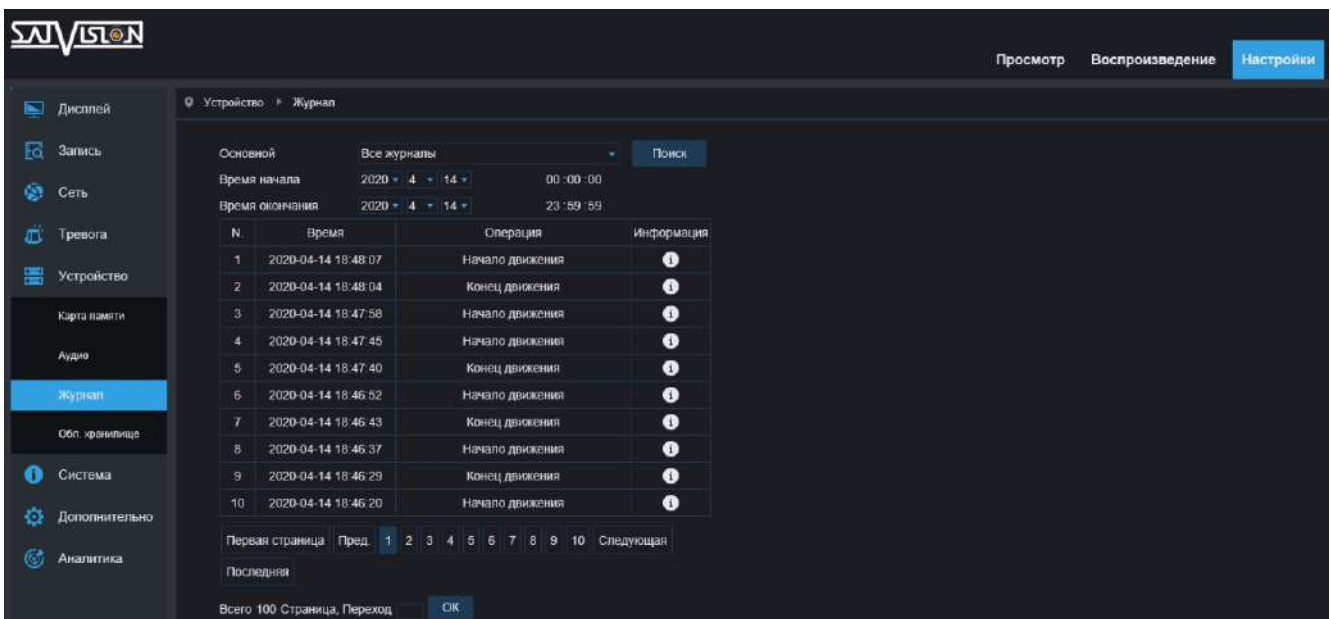 SATVISION
Просмотр Воспроизведение Настройки
Дисплей
Запись
Сеть
Тревога
Устройство
Карта памяти
Аудио
Журнал
Обл. хранилище
Система
Дополнительно
Аналитика
Устройство Журнал
Основной Все журналы Поиск
Время начала 2020 4 14 00 :00 :00
Время окончания 2020 4 14 23 :59 :59
N. Время Операция Информация
1 2020-04-14 18:48:07 Начало движения
2 2020-04-14 18:48:04 Конец движения
3 2020-04-14 18:47:58 Начало движения
4 2020-04-14 18:47:45 Начало движения
5 2020-04-14 18:47:40 Конец движения
6 2020-04-14 18:46:52 Начало движения
7 2020-04-14 18:46:43 Конец движения
8 2020-04-14 18:46:37 Начало движения
9 2020-04-14 18:46:29 Конец движения
10 2020-04-14 18:46:20 Начало движения
Первая страница Пред. 1 2 3 4 5 6 7 8 9 10 Следующая
Последняя
Всего 100 Страница, Переход OK